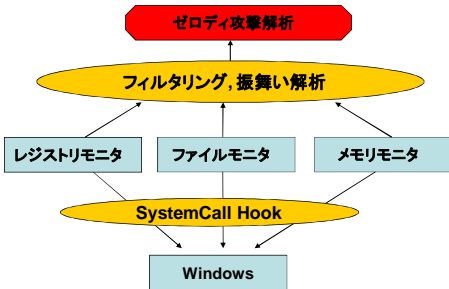 ゼロディ攻撃解析
フィルタリング,振舞い解析
レジストリモニタ
ファイルモニタ
メモリモニタ
SystemCall Hook
Windows